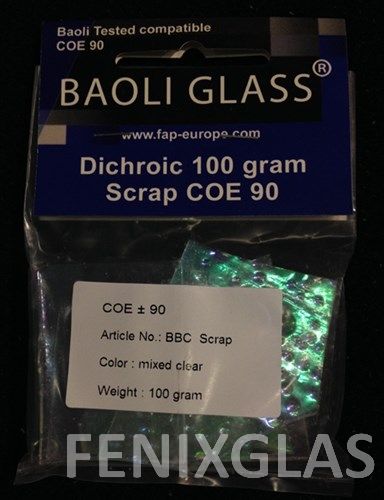 Baoli Tested compatible
COE 90
BAOLI GLASS®
www.fap-europe.com
Dichroic 100 gram
Scrap COE 90
COE ± 90
Article No.: BBC Scrap
Color : mixed clear
Weight : 100 gram
FENIXGLAS